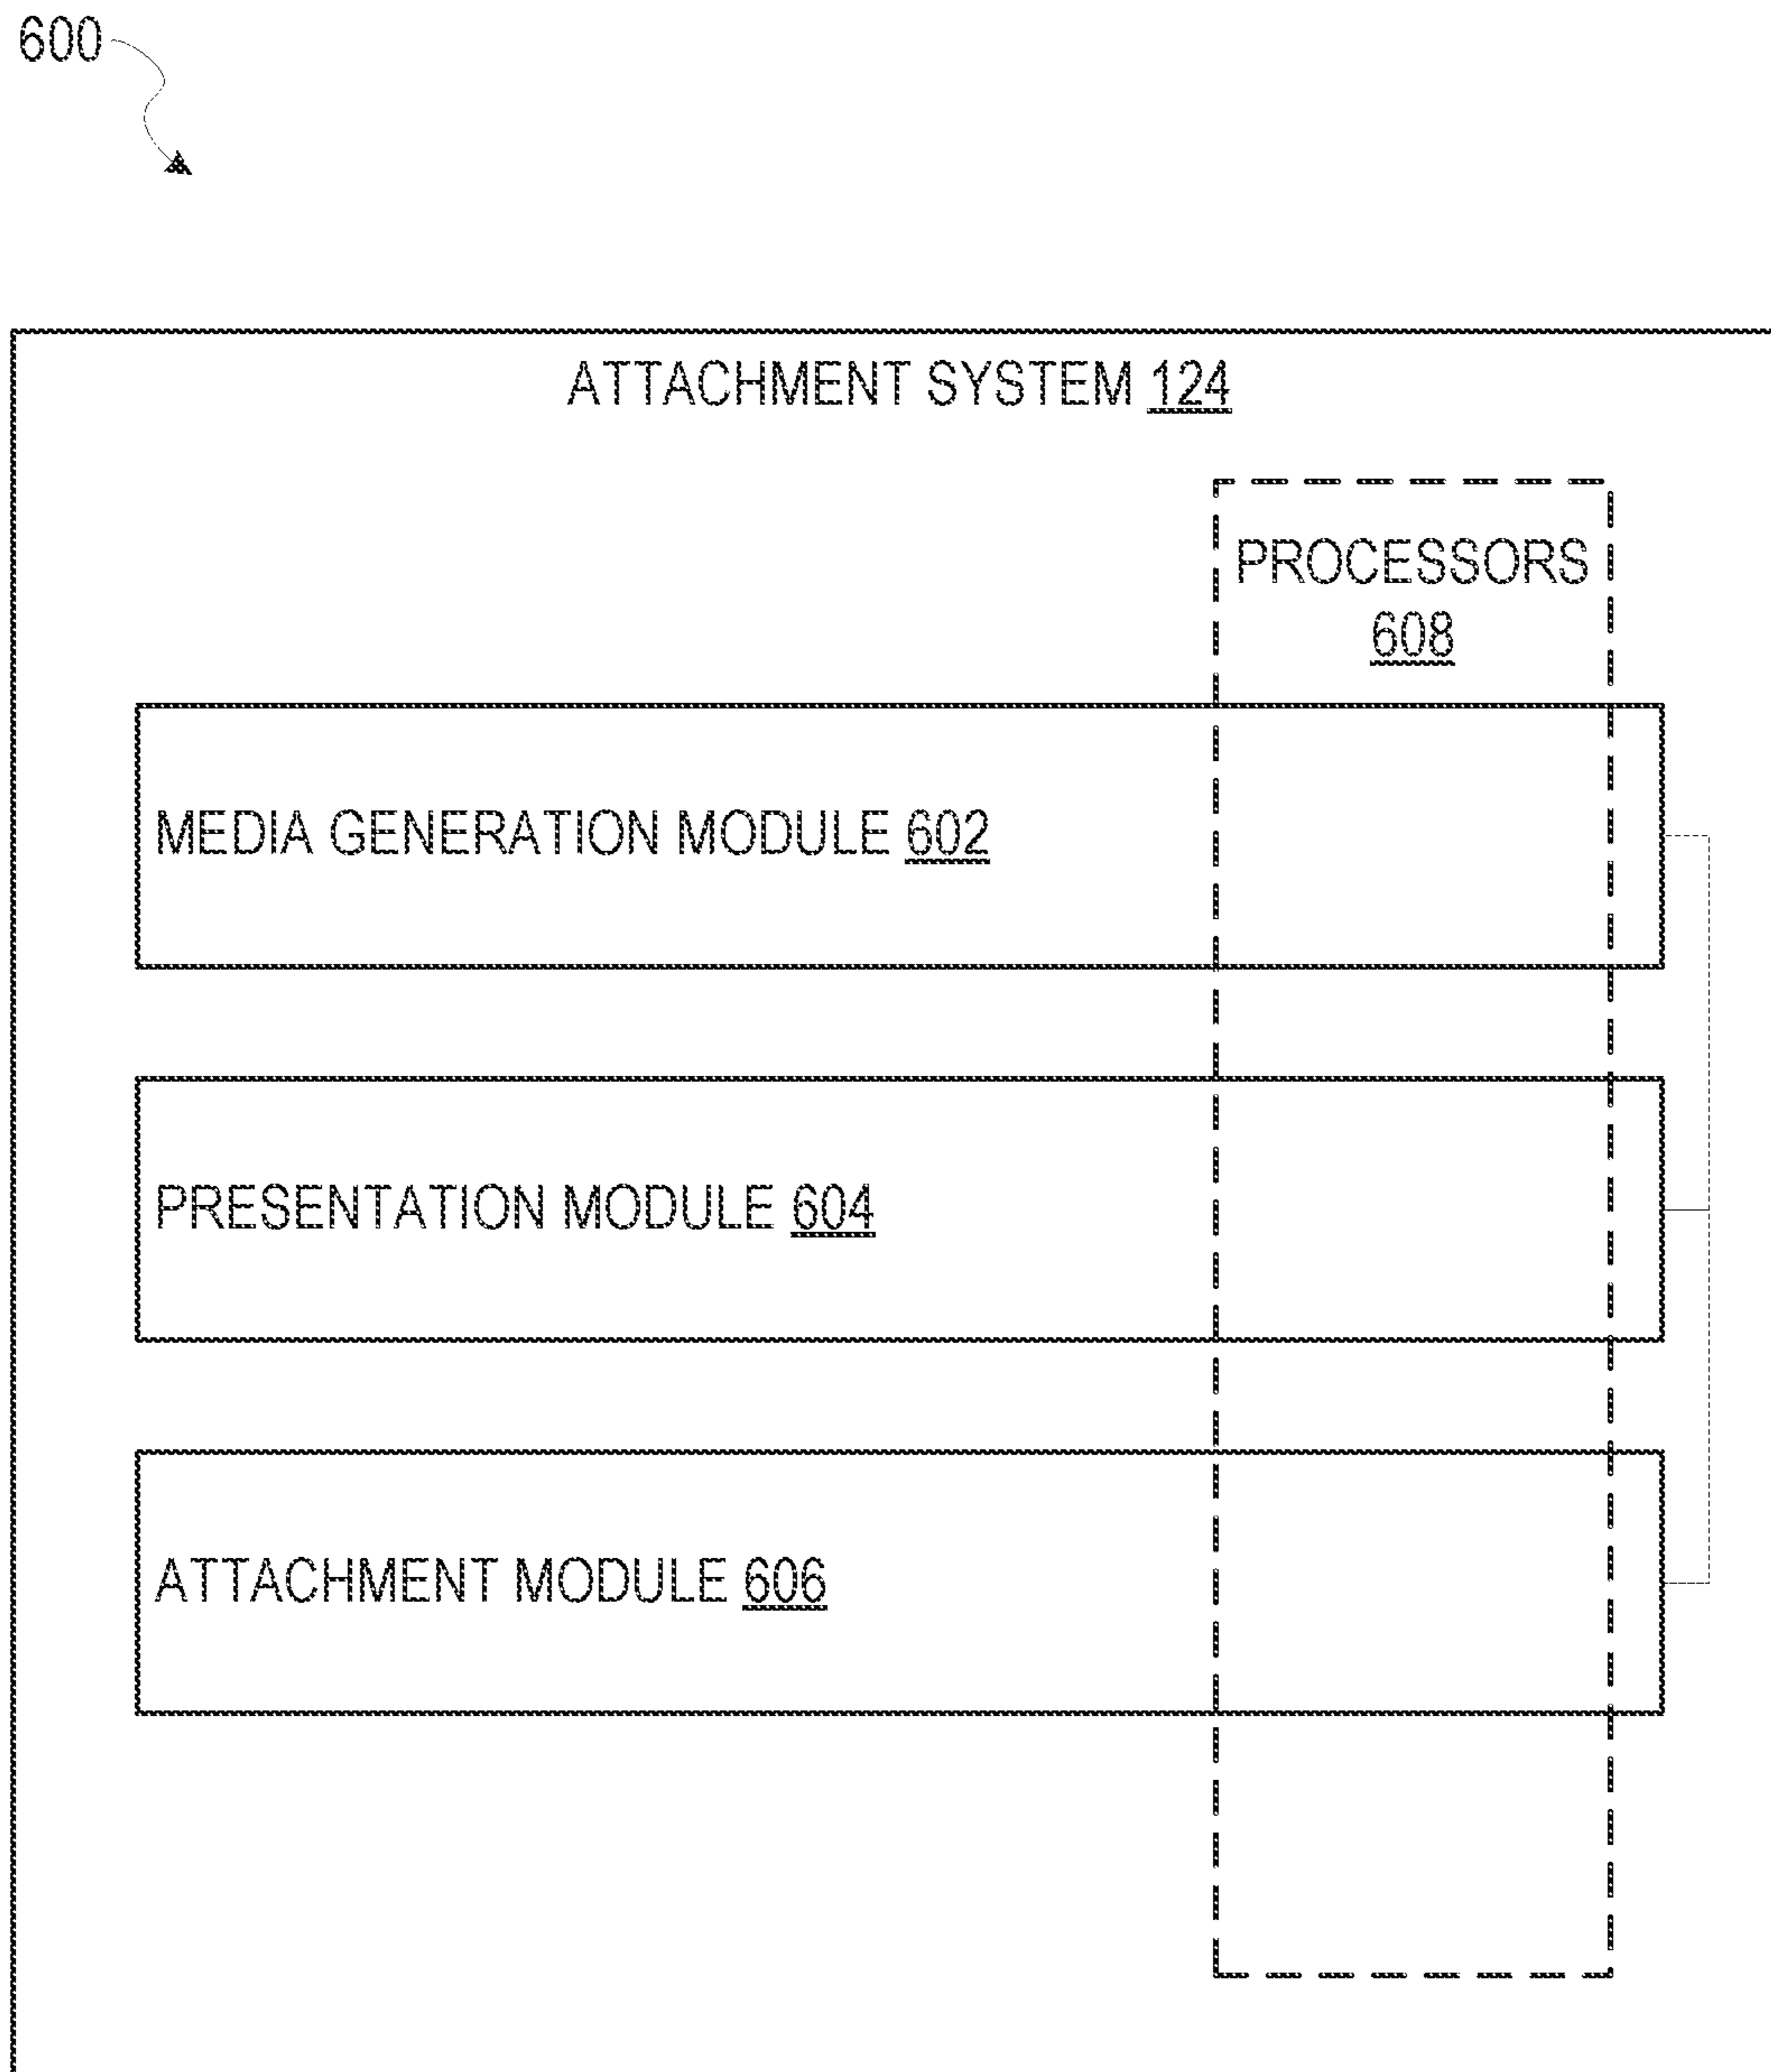 600
ATTACHMENT SYSTEM 124
PROCESSORS
608
MEDIA GENERATION MODULE 602
PRESENTATION MODULE 604
ATTACHMENT MODULE 606